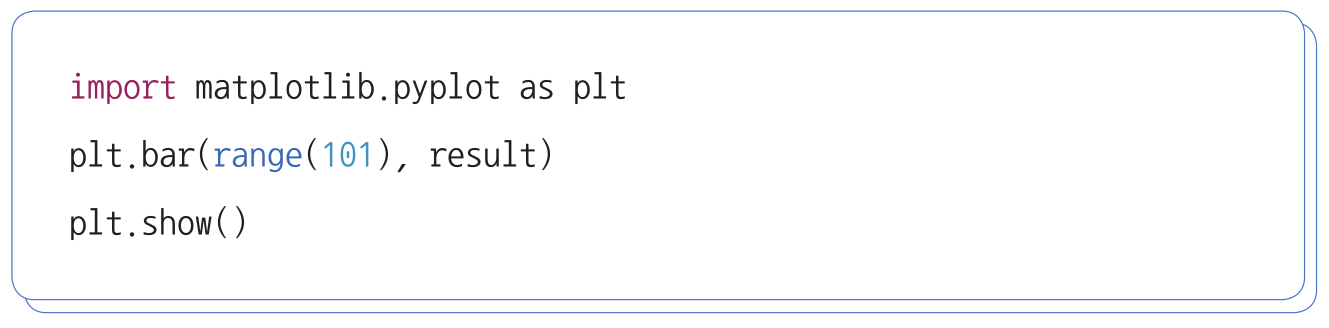 import matplotlib.pyplot as plt
plt.bar(range(101), result)
plt.show()